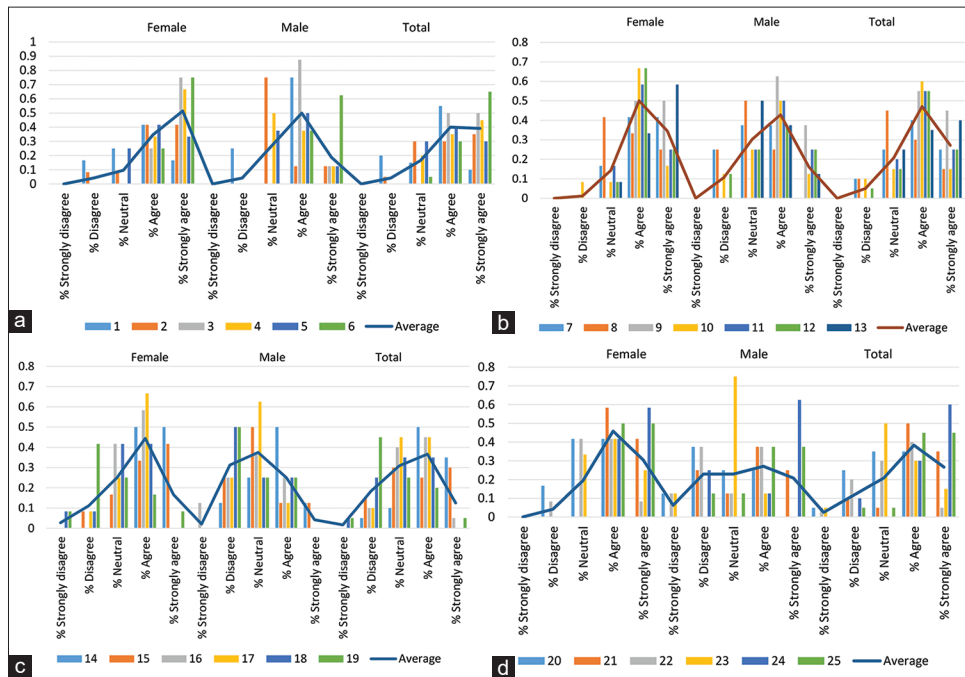 Female Male Total
1
0.9
0.8
0.7
0.6
0.5
0.4
0.3
0.2
0.1
0
% Strongly disagree
% Disagree
% Neutral
% Agree
% Strongly agree
% Strongly disagree
% Disagree
% Neutral
% Agree
% Strongly agree
% Strongly disagree
% Disagree
% Neutral
% Agree
% Strongly agree
1 2 3 4 5 6 Average
a
Female Male Total
0.8
0.7
0.6
0.5
0.4
0.3
0.2
0.1
0
% Strongly disagree
% Disagree
% Neutral
% Agree
% Strongly agree
% Strongly disagree
% Disagree
% Neutral
% Agree
% Strongly agree
% Strongly disagree
% Disagree
% Neutral
% Agree
% Strongly agree
7 8 9 10 11 12 13 Average
b
Female Male Total
0.8
0.7
0.6
0.5
0.4
0.3
0.2
0.1
0
% Strongly disagree
% Disagree
% Neutral
% Agree
% Strongly agree
% Strongly disagree
% Disagree
% Neutral
% Agree
% Strongly agree
% Strongly disagree
% Disagree
% Neutral
% Agree
% Strongly agree
14 15 16 17 18 19 Average
c
Female Male Total
0.8
0.7
0.6
0.5
0.4
0.3
0.2
0.1
0
% Strongly disagree
% Disagree
% Neutral
% Agree
% Strongly agree
% Strongly disagree
% Disagree
% Neutral
% Agree
% Strongly agree
% Strongly disagree
% Disagree
% Neutral
% Agree
% Strongly agree
20 21 22 23 24 25 Average
d